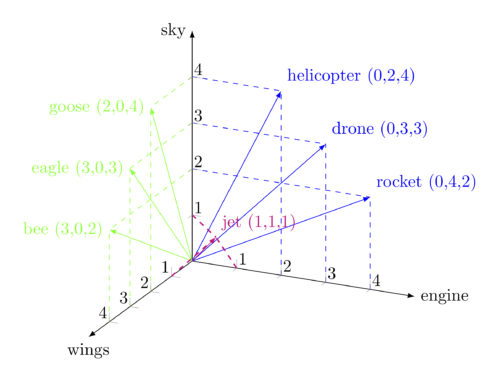 sky
4
helicopter (0,2,4)
goose (2,0,4)
drone (0,3,3)
3
eagle (3,0,3)
2
rocket (0,4,2)
1
jet (1,1,1)
bee (3,0,2)
1
1
2
2
3
3
4
4
engine
wings